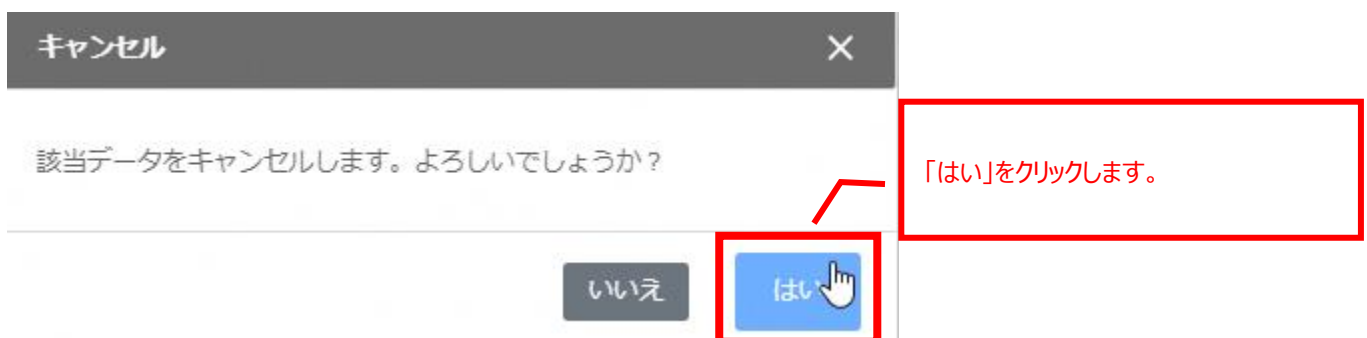 キャンセル
該当データをキャンセルします。よろしいでしょうか？
「はい」をクリックします。
いいえ
はい